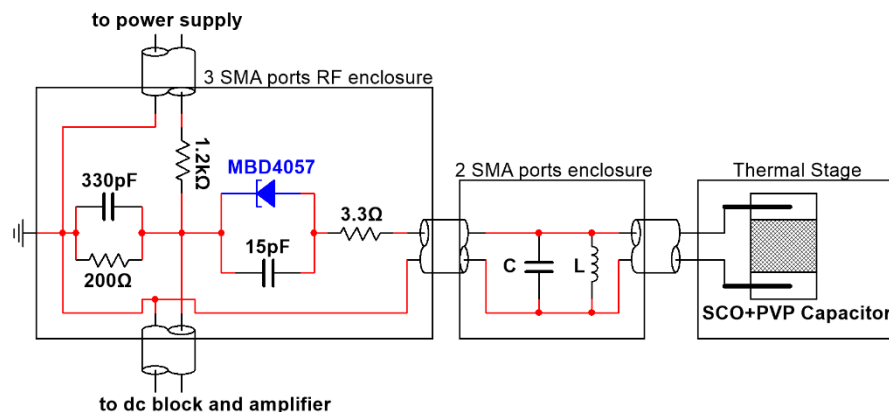 to power supply
3 SMA ports RF enclosure
1.2kΩ
MBD4057
330pF
3.3Ω
15pF
200Ω
2 SMA ports enclosure
C
L
Thermal Stage
SCO+PVP Capacitor
to dc block and amplifier